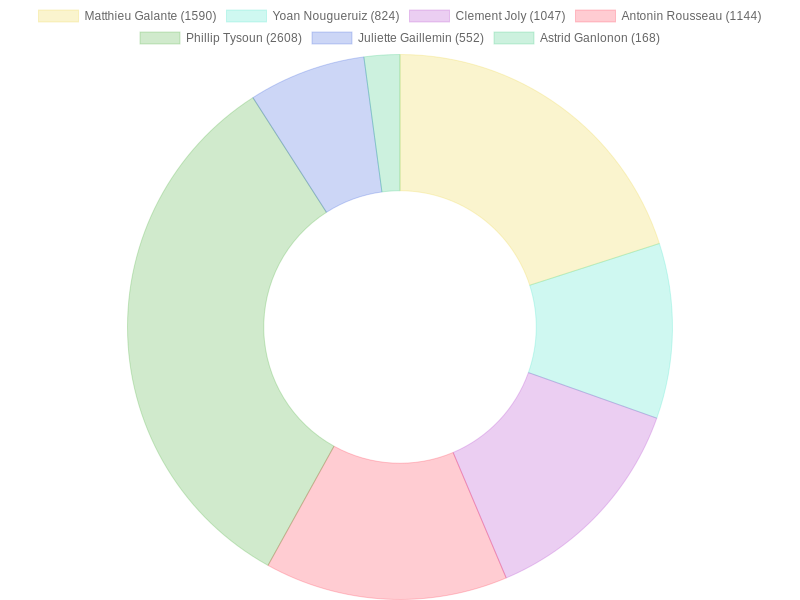 Matthieu Galante (1590) Yoan Nougueruiz (824) Clement Joly (1047) Antonin Rousseau (1144)
Phillip Tysoun (2608) Juliette Gaillemin (552) Astrid Ganlonon (168)